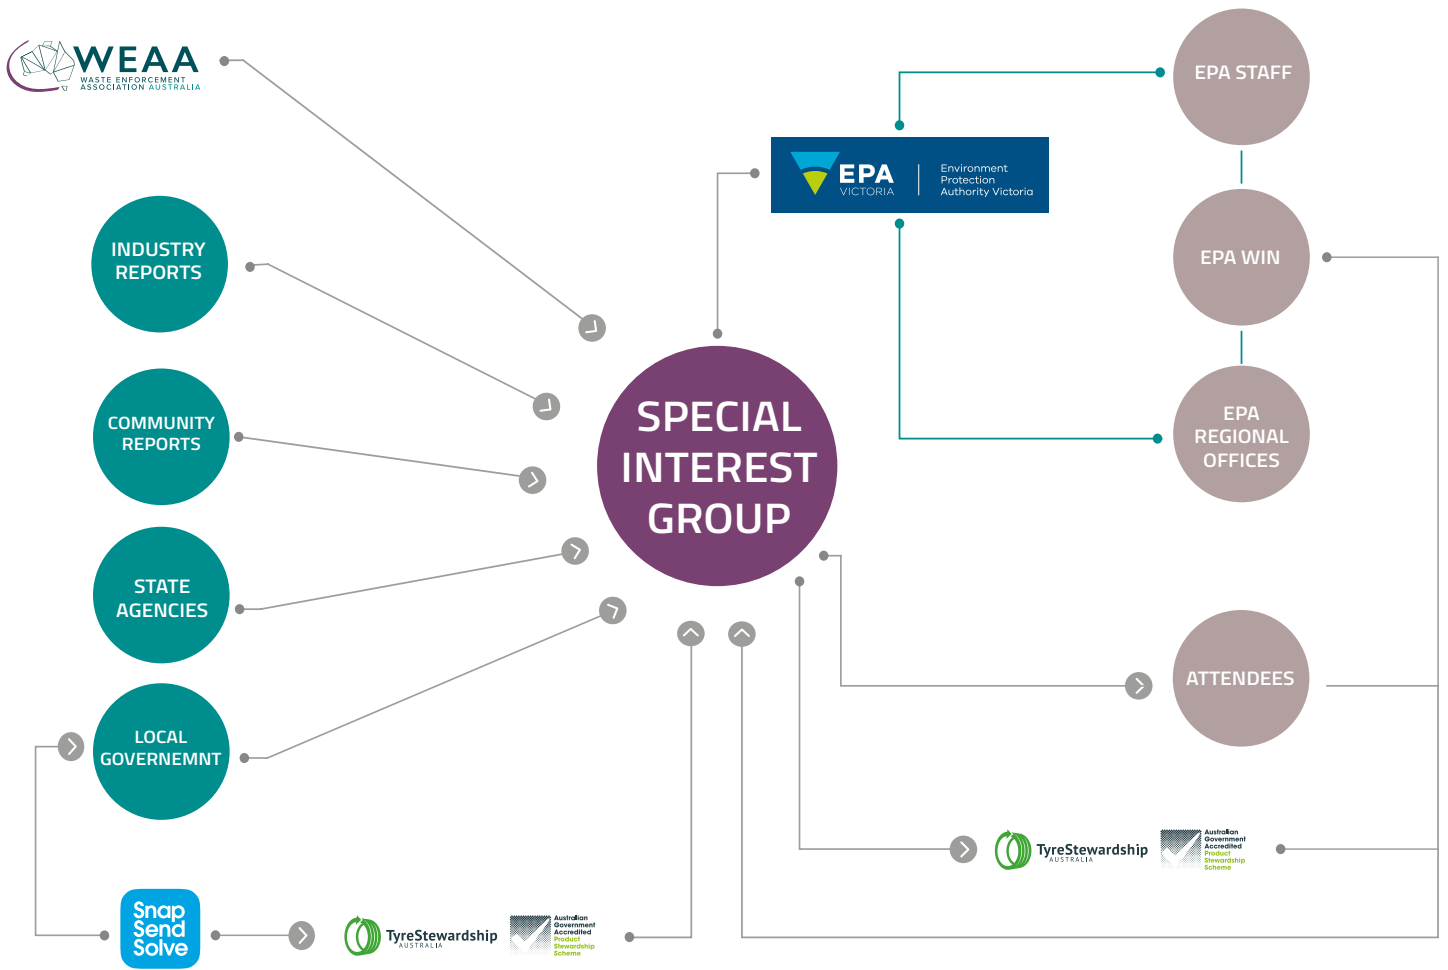 WEAA
WASTE ENFORCEMENT
ASSOCIATION AUSTRALIA
INDUSTRY
REPORTS
COMMUNITY
REPORTS
STATE
AGENCIES
LOCAL
GOVERNEMNT
Snap
Send
Solve
TyreStewardship
AUSTRALIA
Australian
Government
Accredited
Product
Stewardship
Scheme
SPECIAL
INTEREST
GROUP
EPA
VICTORIA
Environment
Protection
Authority Victoria
EPA STAFF
EPA WIN
EPA
REGIONAL
OFFICES
ATTENDEES
TyreStewardship
AUSTRALIA
Australian
Government
Accredited
Product
Stewardship
Scheme